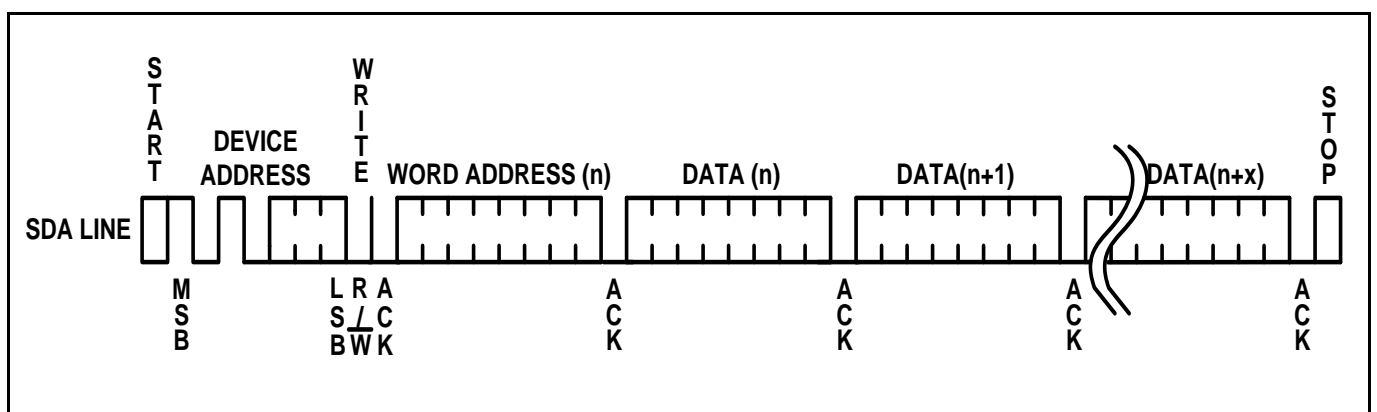 START
WRITE
STOP
DEVICE
ADDRESS
WORD ADDRESS (n)
DATA (n)
DATA(n+1)
DATA(n+x)
SDA LINE
MSB
LSB
R/W
ACK
ACK
ACK
ACK
ACK